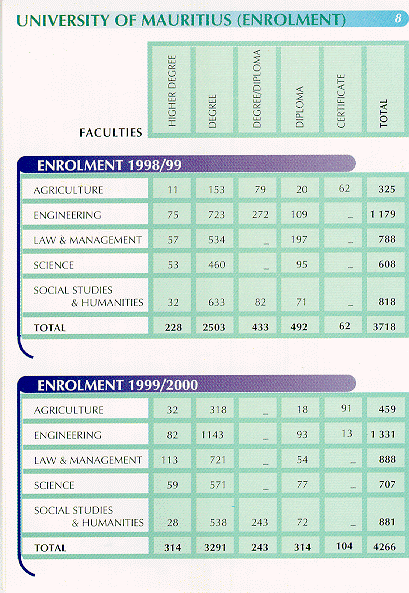 UNIVERSITY OF MAURITIUS (ENROLMENT) 8
FACULTIES HIGHER DEGREE DEGREE DEGREE/DIPLOMA DIPLOMA CERTIFICATE TOTAL
ENROLMENT 1998/99
AGRICULTURE 11 153 79 20 62 325
ENGINEERING 75 723 272 109 – 1 179
LAW & MANAGEMENT 57 534 – 197 – 788
SCIENCE 53 460 – 95 – 608
SOCIAL STUDIES
& HUMANITIES 32 633 82 71 – 818
TOTAL 228 2503 433 492 62 3718
ENROLMENT 1999/2000
AGRICULTURE 32 318 – 18 91 459
ENGINEERING 82 1143 – 93 13 1 331
LAW & MANAGEMENT 113 721 – 54 – 888
SCIENCE 59 571 – 77 – 707
SOCIAL STUDIES
& HUMANITIES 28 538 243 72 – 881
TOTAL 314 3291 243 314 104 4266